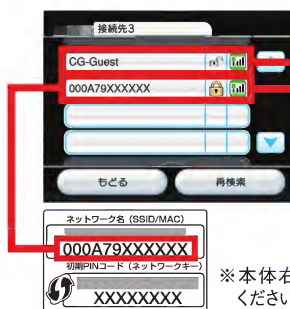 接続先3
CG-Guest
000A79XXXXXX
もどる
再検索
ネットワーク名 (SSID/MAC)
000A79XXXXXX
初期PINコード (ネットワークキー)
XXXXXXXX
※本体右
ください